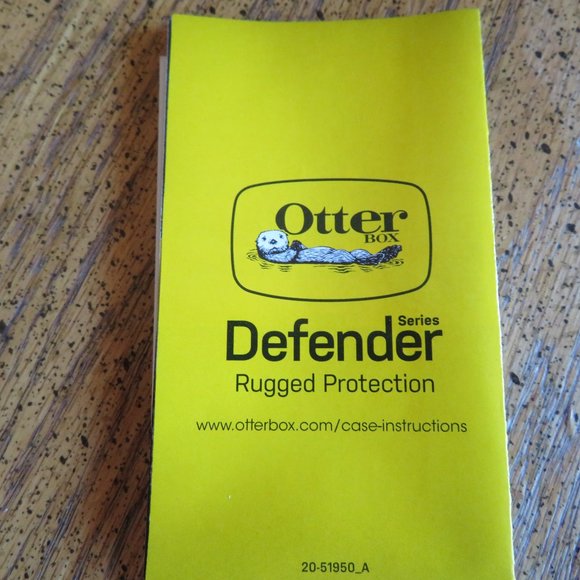 Otter
BOX
Defender Series
Rugged Protection
www.otterbox.com/case-instructions
20-51950_A